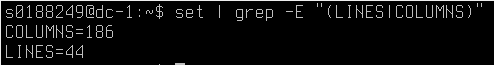 s0188249@dc-1:~$ set | grep -E "(LINES|COLUMNS)"
COLUMNS=186
LINES=44